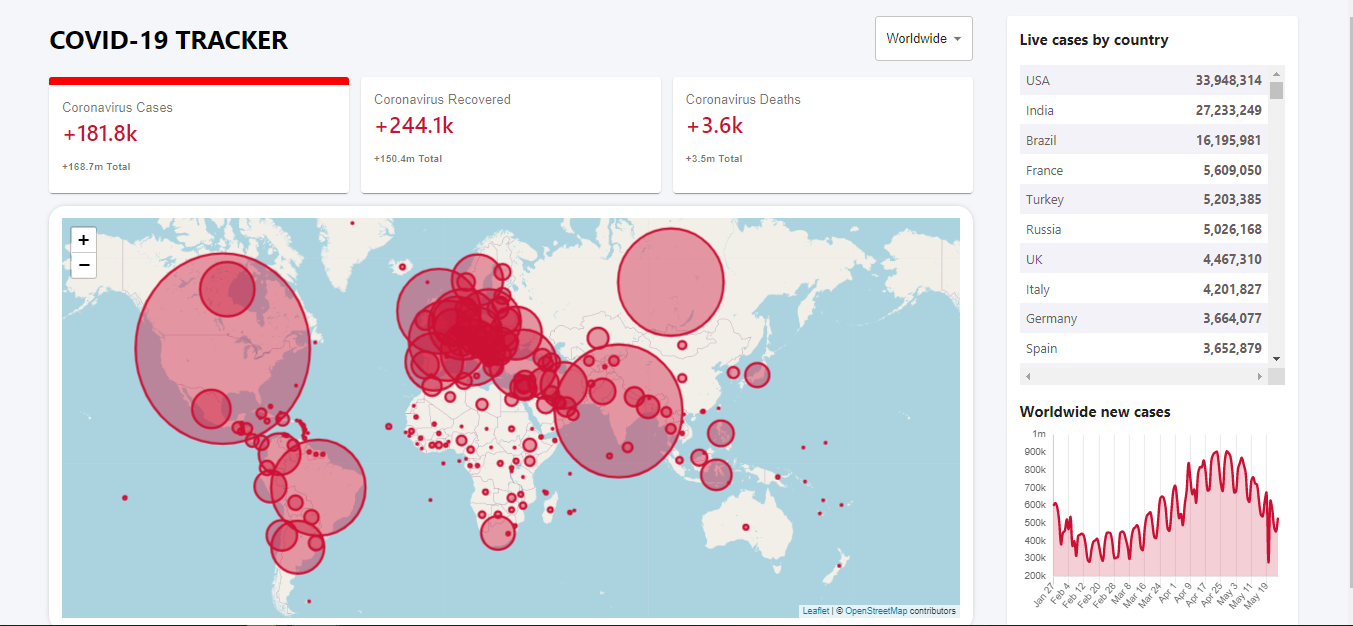 COVID-19 TRACKER
Worldwide
Coronavirus Cases
+181.8k
+168.7m Total
Coronavirus Recovered
+244.1k
+150.4m Total
Coronavirus Deaths
+3.6k
+3.5m Total
+
−
Leaflet | © OpenStreetMap contributors
Live cases by country
USA 33,948,314
India 27,233,249
Brazil 16,195,981
France 5,609,050
Turkey 5,203,385
Russia 5,026,168
UK 4,467,310
Italy 4,201,827
Germany 3,664,077
Spain 3,652,879
Worldwide new cases
1m
900k
800k
700k
600k
500k
400k
300k
200k
Jan 27
Feb 4
Feb 12
Feb 20
Feb 28
Mar 8
Mar 16
Mar 24
Apr 1
Apr 9
Apr 17
Apr 25
May 3
May 11
May 19